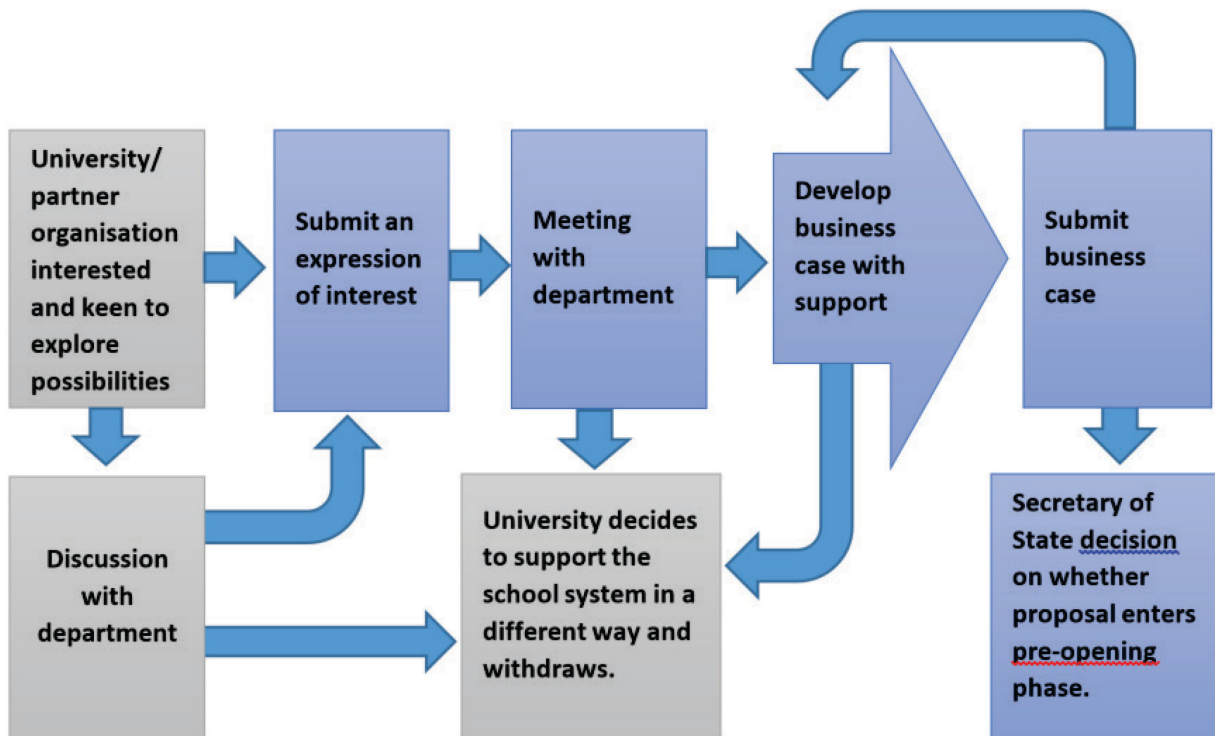 University/
partner
organisation
interested
and keen to
explore
possibilities
Submit an
expression
of interest
Meeting
with
department
Develop
business
case with
support
Submit
business
case
Discussion
with
department
University decides
to support the
school system in a
different way and
withdraws.
Secretary of
State decision
on whether
proposal enters
pre-opening
phase.